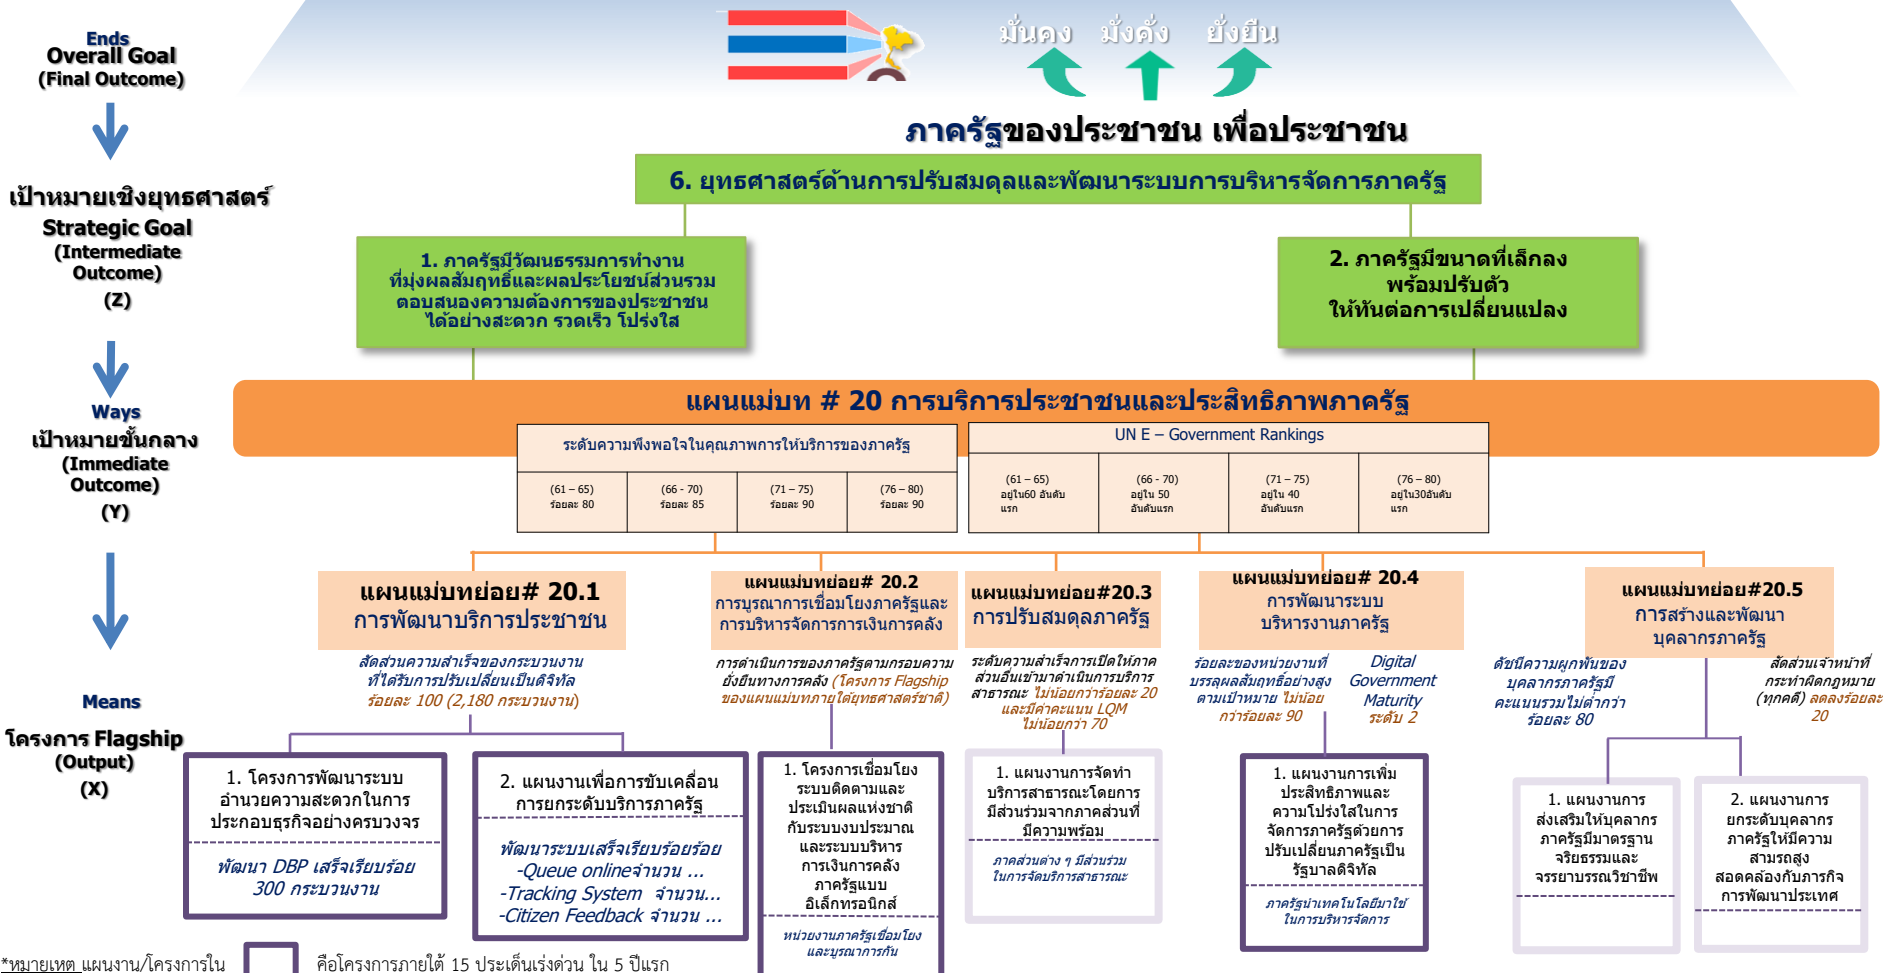 Ends
Overall Goal
(Final Outcome)
มั่นคง มั่งคั่ง ยั่งยืน
ภาครัฐของประชาชน เพื่อประชาชน
เป้าหมายเชิงยุทธศาสตร์
Strategic Goal
(Intermediate
Outcome)
(Z)
6. ยุทธศาสตร์ด้านการปรับสมดุลและพัฒนาระบบการบริหารจัดการภาครัฐ
1. ภาครัฐมีวัฒนธรรมการทำงาน
ที่มุ่งผลสัมฤทธิ์และผลประโยชน์ส่วนรวม
ตอบสนองความต้องการของประชาชน
ได้อย่างสะดวก รวดเร็ว โปร่งใส
2. ภาครัฐมีขนาดที่เล็กลง
พร้อมปรับตัว
ให้ทันต่อการเปลี่ยนแปลง
Ways
เป้าหมายขั้นกลาง
(Immediate
Outcome)
(Y)
แผนแม่บท # 20 การบริการประชาชนและประสิทธิภาพภาครัฐ
ระดับความพึงพอใจในคุณภาพการให้บริการของภาครัฐ
(61 – 65)
ร้อยละ 80
(66 - 70)
ร้อยละ 85
(71 – 75)
ร้อยละ 90
(76 – 80)
ร้อยละ 90
UN E – Government Rankings
(61 – 65)
อยู่ใน60 อันดับ
แรก
(66 - 70)
อยู่ใน 50
อันดับแรก
(71 – 75)
อยู่ใน 40
อันดับแรก
(76 – 80)
อยู่ใน30อันดับ
แรก
แผนแม่บทย่อย# 20.1
การพัฒนาบริการประชาชน
แผนแม่บทย่อย# 20.2
การบูรณาการเชื่อมโยงภาครัฐและ
การบริหารจัดการการเงินการคลัง
แผนแม่บทย่อย#20.3
การปรับสมดุลภาครัฐ
แผนแม่บทย่อย# 20.4
การพัฒนาระบบ
บริหารงานภาครัฐ
แผนแม่บทย่อย#20.5
การสร้างและพัฒนา
บุคลากรภาครัฐ
สัดส่วนความสำเร็จของกระบวนงาน
ที่ได้รับการปรับเปลี่ยนเป็นดิจิทัล
ร้อยละ 100 (2,180 กระบวนงาน)
การดำเนินการของภาครัฐตามกรอบความ
ยั่งยืนทางการคลัง (โครงการ Flagship
ของแผนแม่บทภายใต้ยุทธศาสตร์ชาติ)
ระดับความสำเร็จการเปิดให้ภาค
ส่วนอื่นเข้ามาดำเนินการบริการ
สาธารณะ ไม่น้อยกว่าร้อยละ 20
และมีค่าคะแนน LQM
ไม่น้อยกว่า 70
ร้อยละของหน่วยงานที่
บรรลุผลสัมฤทธิ์อย่างสูง
ตามเป้าหมาย ไม่น้อย
กว่าร้อยละ 90
Digital
Government
Maturity
ระดับ 2
ดัชนีความผูกพันของ
บุคลากรภาครัฐมี
คะแนนรวมไม่ต่ำกว่า
ร้อยละ 80
สัดส่วนเจ้าหน้าที่
กระทำผิดกฎหมาย
(ทุกคดี) ลดลงร้อยละ
20
Means
โครงการ Flagship
(Output)
(X)
1. โครงการพัฒนาระบบ
อำนวยความสะดวกในการ
ประกอบธุรกิจอย่างครบวงจร
พัฒนา DBP เสร็จเรียบร้อย
300 กระบวนงาน
2. แผนงานเพื่อการขับเคลื่อน
การยกระดับบริการภาครัฐ
พัฒนาระบบเสร็จเรียบร้อยร้อย
-Queue onlineจำนวน ...
-Tracking System จำนวน...
-Citizen Feedback จำนวน ...
1. โครงการเชื่อมโยง
ระบบติดตามและ
ประเมินผลแห่งชาติ
กับระบบงบประมาณ
และระบบบริหาร
การเงินการคลัง
ภาครัฐแบบ
อิเล็กทรอนิกส์
หน่วยงานภาครัฐเชื่อมโยง
และบูรณาการกัน
1. แผนงานการจัดทำ
บริการสาธารณะโดยการ
มีส่วนร่วมจากภาคส่วนที่
มีความพร้อม
ภาคส่วนต่าง ๆ มีส่วนร่วม
ในการจัดบริการสาธารณะ
1. แผนงานการเพิ่ม
ประสิทธิภาพและ
ความโปร่งใสในการ
จัดการภาครัฐด้วยการ
ปรับเปลี่ยนภาครัฐเป็น
รัฐบาลดิจิทัล
ภาครัฐนำเทคโนโลยีมาใช้
ในการบริหารจัดการ
1. แผนงานการ
ส่งเสริมให้บุคลากร
ภาครัฐมีมาตรฐาน
จริยธรรมและ
จรรยาบรรณวิชาชีพ
2. แผนงานการ
ยกระดับบุคลากร
ภาครัฐให้มีความ
สามรถสูง
สอดคล้องกับภารกิจ
การพัฒนาประเทศ
*หมายเหตุ แผนงาน/โครงการใน
คือโครงการภายใต้ 15 ประเด็นเร่งด่วน ใน 5 ปีแรก